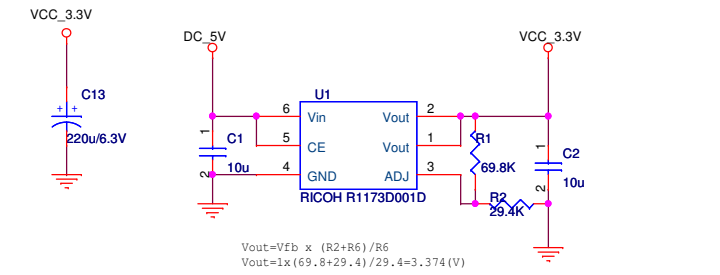 VCC_3.3V
C13
+ +
220u/6.3V
DC_5V
1
C1
2
10u
U1
6
Vin
Vout
2
5
CE
Vout
1
4
GND
ADJ
3
RICOH R1173D001D
VCC_3.3V
R1
69.8K
R2
29.4K
1
C2
2
10u
Vout=Vfb x (R2+R6)/R6
Vout=1x(69.8+29.4)/29.4=3.374(V)